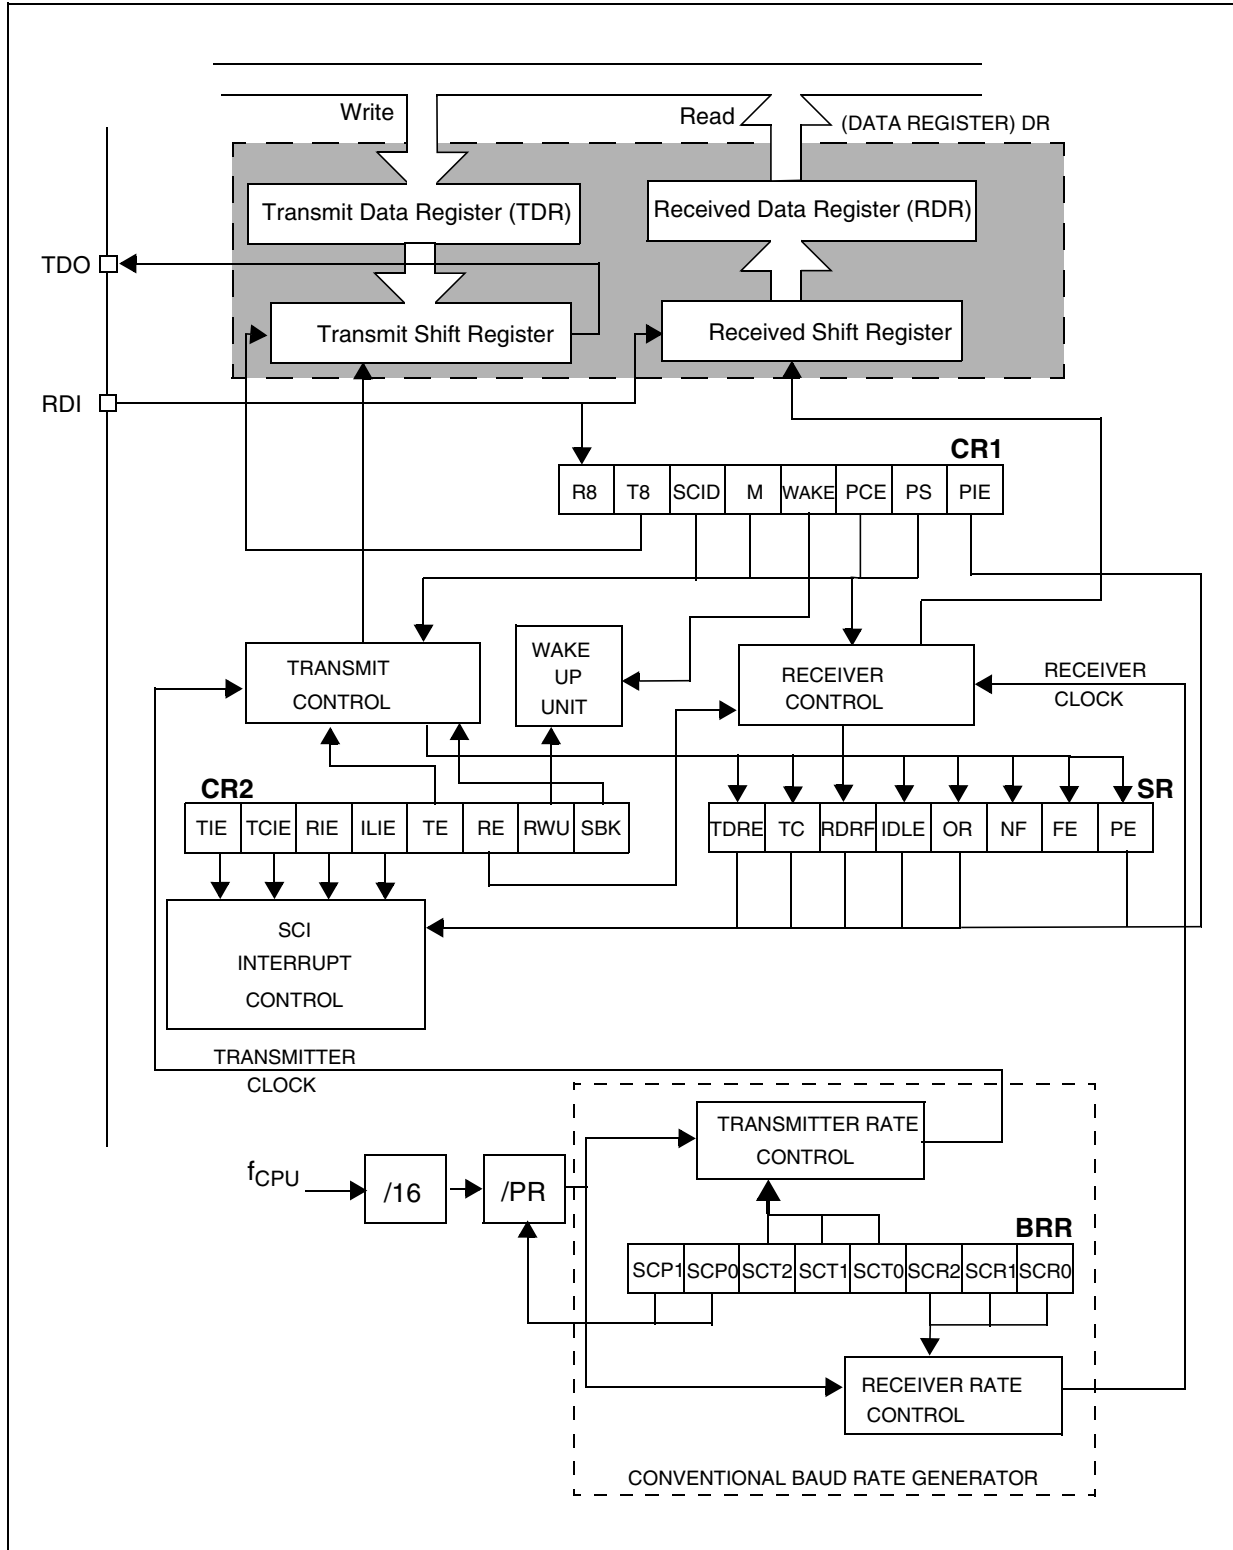 Write
Read
(DATA REGISTER) DR
Transmit Data Register (TDR)
Received Data Register (RDR)
TDO
Transmit Shift Register
Received Shift Register
RDI
CR1
R8 T8 SCID M WAKE PCE PS PIE
TRANSMIT
CONTROL
WAKE
UP
UNIT
RECEIVER
CONTROL
RECEIVER
CLOCK
CR2
TIE TCIE RIE ILIE TE RE RWU SBK
SR
TDRE TC RDRF IDLE OR NF FE PE
SCI
INTERRUPT
CONTROL
TRANSMITTER
CLOCK
TRANSMITTER RATE
CONTROL
fCPU
/16
/PR
BRR
SCP1 SCP0 SCT2 SCT1 SCT0 SCR2 SCR1 SCR0
RECEIVER RATE
CONTROL
CONVENTIONAL BAUD RATE GENERATOR